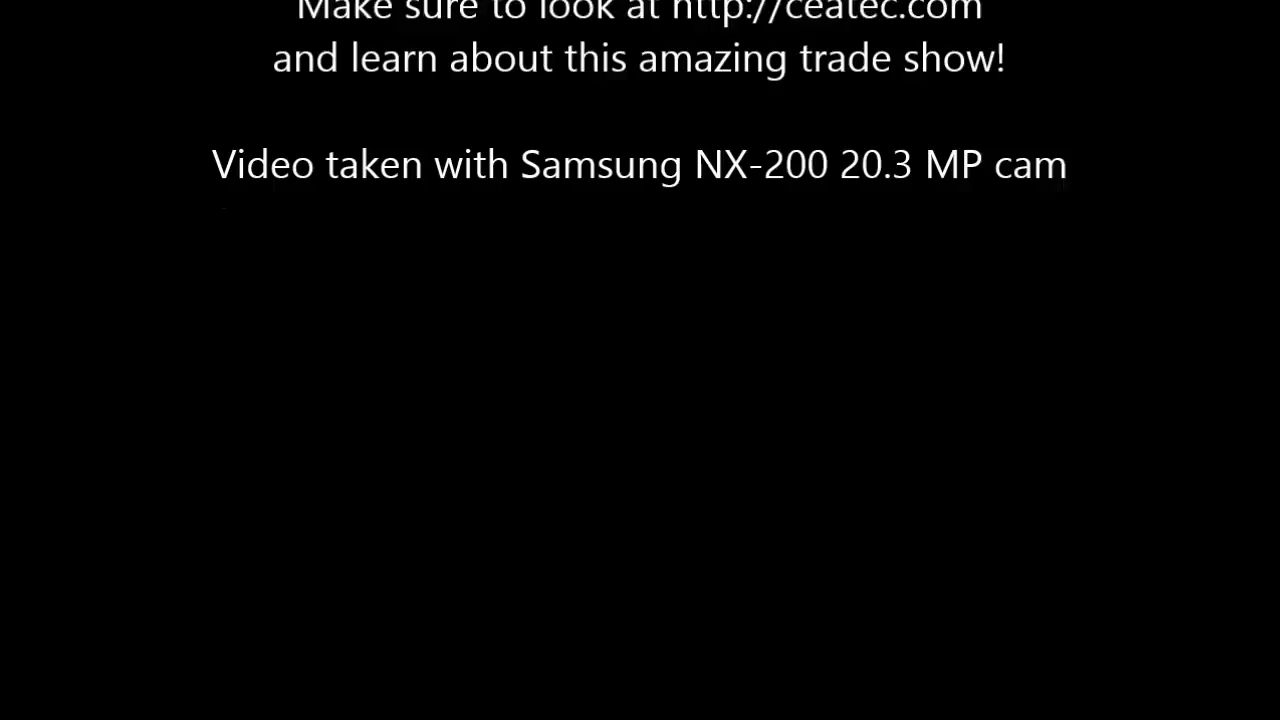 Make sure to look at http://ceatec.com
and learn about this amazing trade show!
Video taken with Samsung NX-200 20.3 MP cam